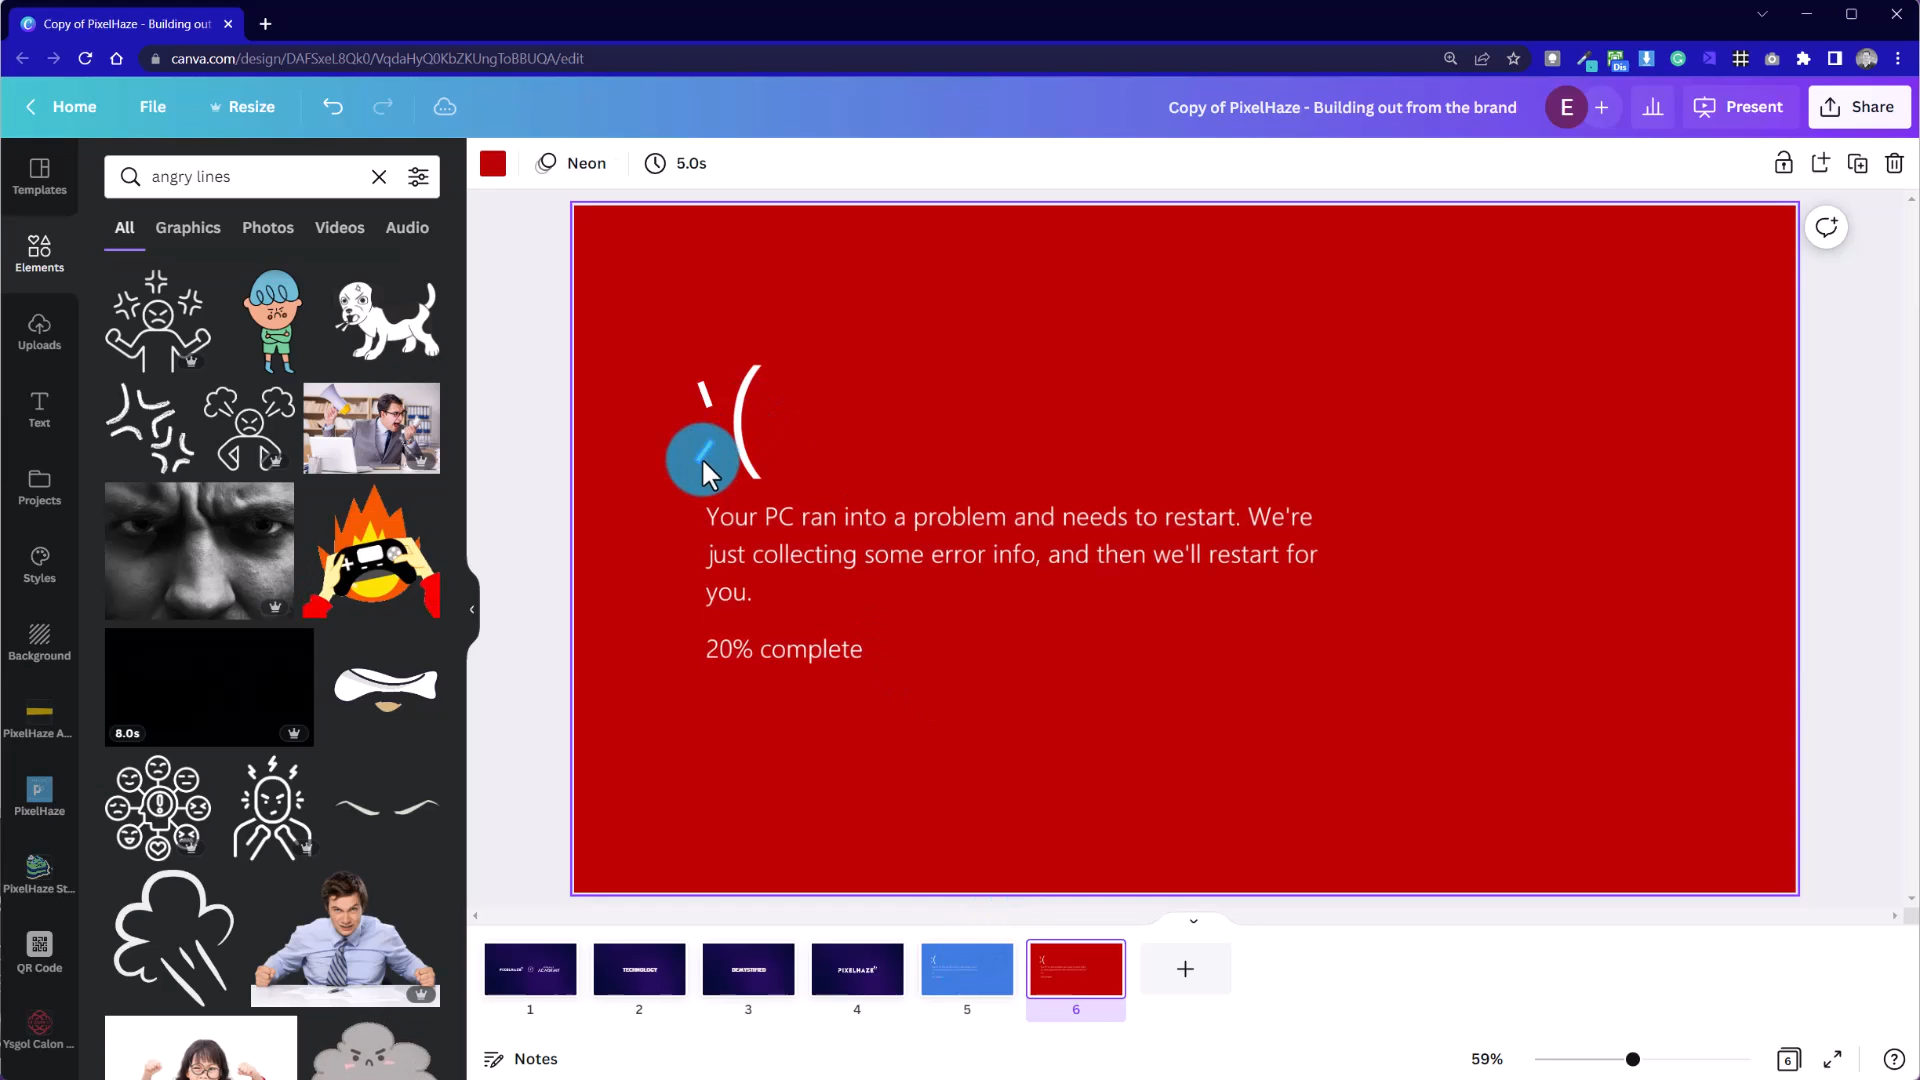 Copy of PixelHaze - Building out
canva.com/design/DAFSxeL8Qk0/VqdaHyQ0KbZKUngToBBUQA/edit
Dis
Home
File
Resize
Copy of PixelHaze - Building out from the brand
E
Present
Share
Templates
Elements
Uploads
Text
Projects
Styles
Background
PixelHaze A...
PixelHaze
PixelHaze St...
QR Code
Ysgol Calon ...
angry lines
All
Graphics
Photos
Videos
Audio
8.0s
Neon
5.0s
Your PC ran into a problem and needs to restart. We're
just collecting some error info, and then we'll restart for
you.
20% complete
TECHNOLOGY
DEMYSTIFIED
PIXELHAZE
1
2
3
4
5
6
Notes
59%
6